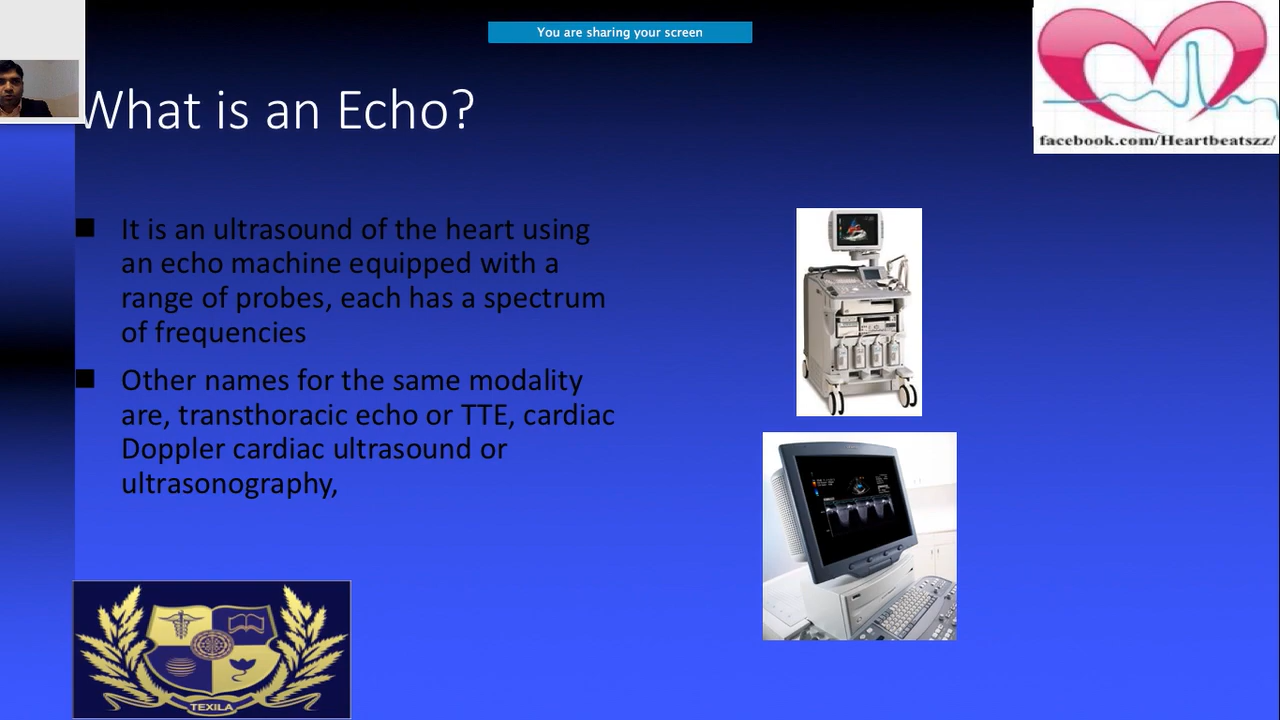 You are sharing your screen
What is an Echo?
facebook.com/Heartbeatszz/
It is an ultrasound of the heart using
an echo machine equipped with a
range of probes, each has a spectrum
of frequencies
Other names for the same modality
are, transthoracic echo or TTE, cardiac
Doppler cardiac ultrasound or
ultrasonography,
TEXILA